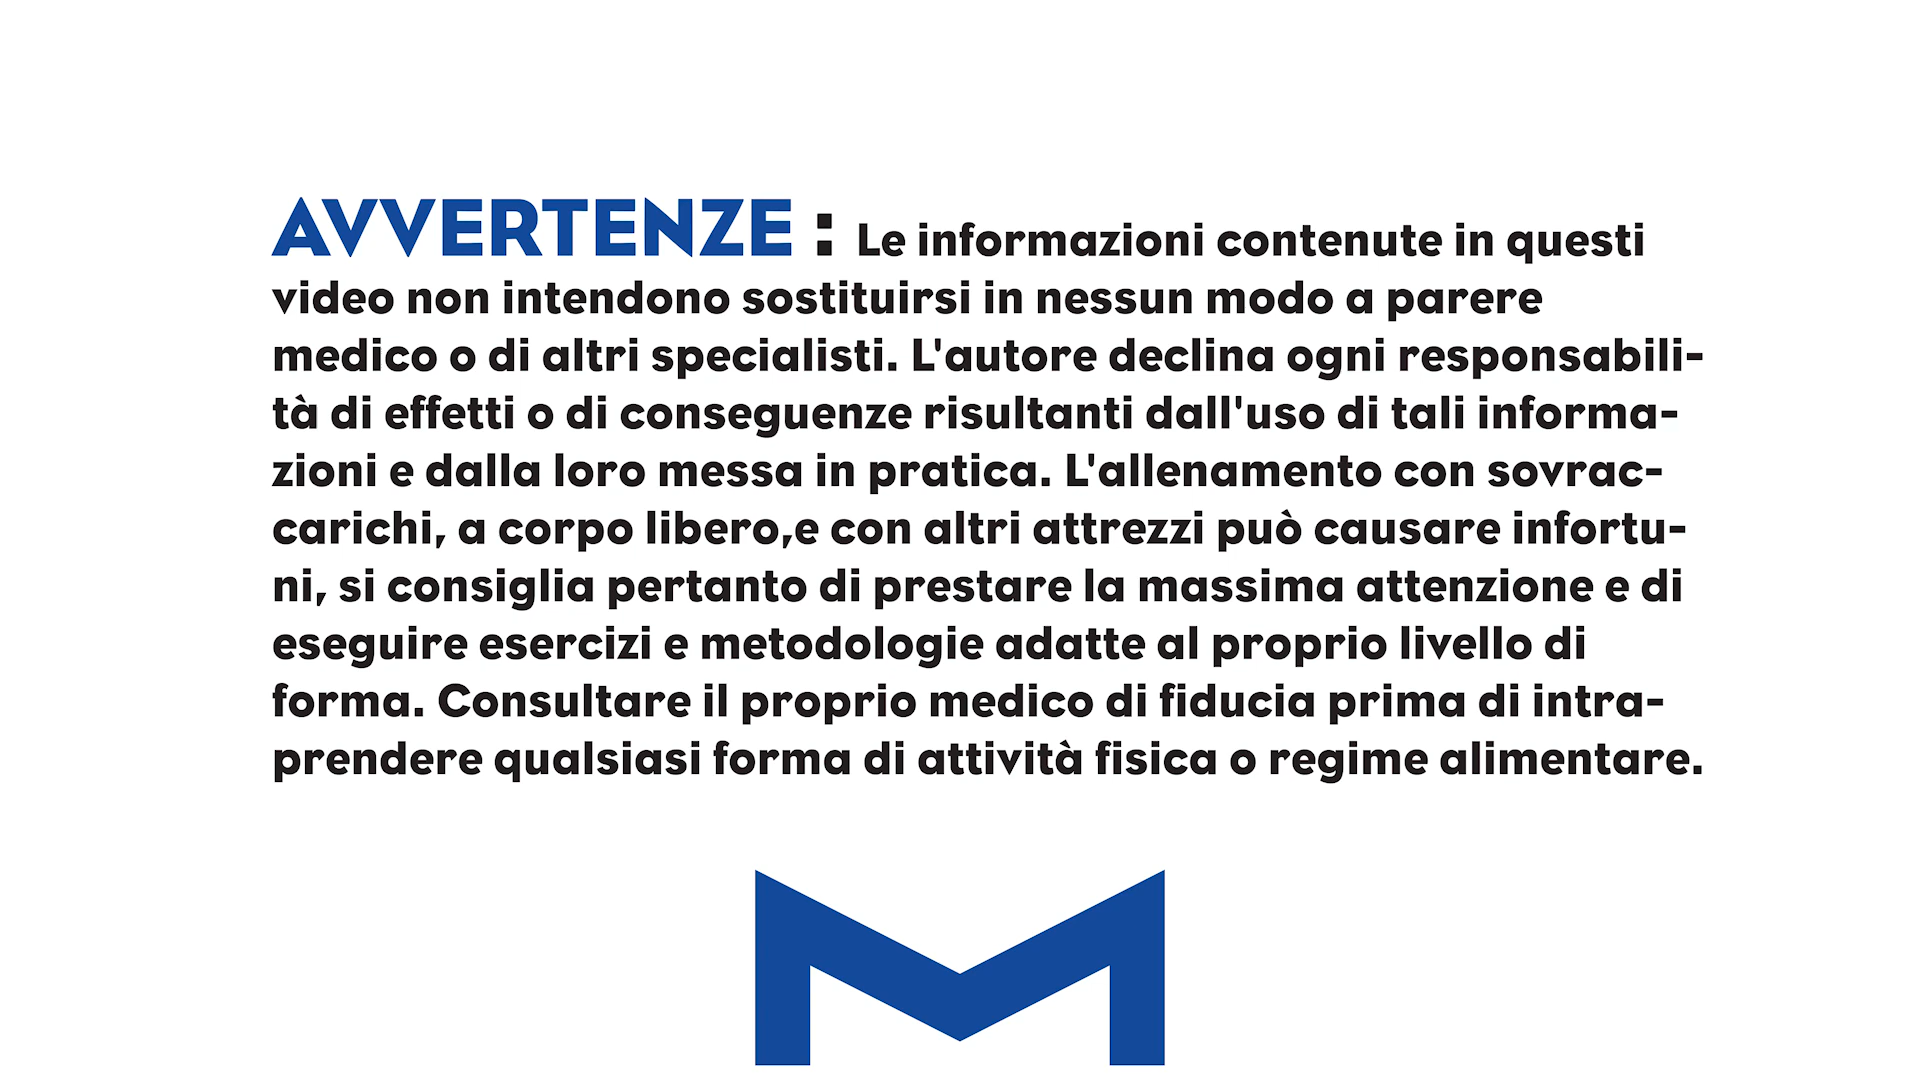 AVVERTENZE : Le informazioni contenute in questi
video non intendono sostituirsi in nessun modo a parere
medico o di altri specialisti. L'autore declina ogni responsabili-
tà di effetti o di conseguenze risultanti dall'uso di tali informa-
zioni e dalla loro messa in pratica. L'allenamento con sovrac-
carichi, a corpo libero,e con altri attrezzi può causare infortu-
ni, si consiglia pertanto di prestare la massima attenzione e di
eseguire esercizi e metodologie adatte al proprio livello di
forma. Consultare il proprio medico di fiducia prima di intra-
prendere qualsiasi forma di attività fisica o regime alimentare.
M